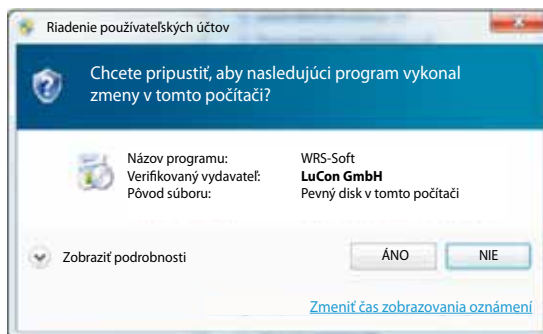 Riadenie používateľských účtov
Chcete pripustiť, aby nasledujúci program vykonal
zmeny v tomto počítači?
Názov programu: WRS-Soft
Verifikovaný vydavateľ: LuCon GmbH
Pôvod súboru: Pevný disk v tomto počítači
Zobraziť podrobnosti ÁNO NIE
Zmeniť čas zobrazovania oznámení